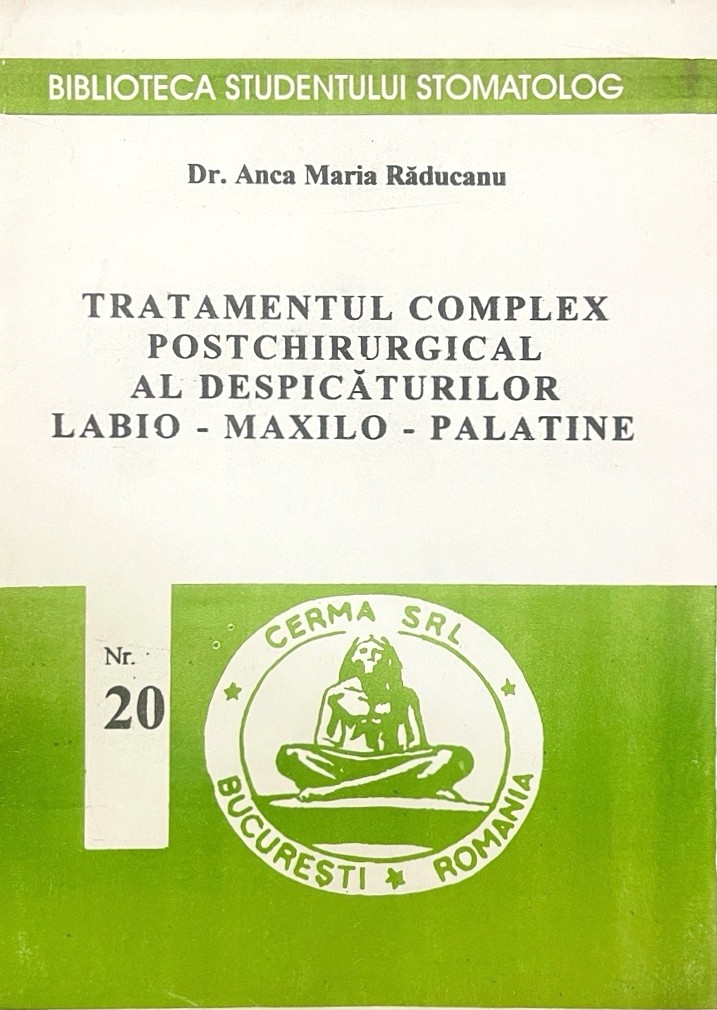 BIBLIOTECA STUDENTULUI STOMATOLOG
Dr. Anca Maria Răducanu
TRATAMENTUL COMPLEX
POSTCHIRURGICAL
AL DESPICĂTURILOR
LABIO - MAXILO - PALATINE
Nr.
20
CERMA SRL
BUCUREȘTI ★ ROMANIA